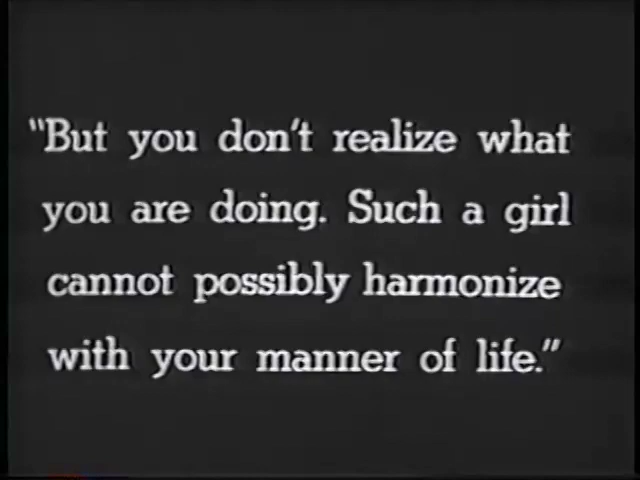 "But you don't realize what
you are doing. Such a girl
cannot possibly harmonize
with your manner of life."